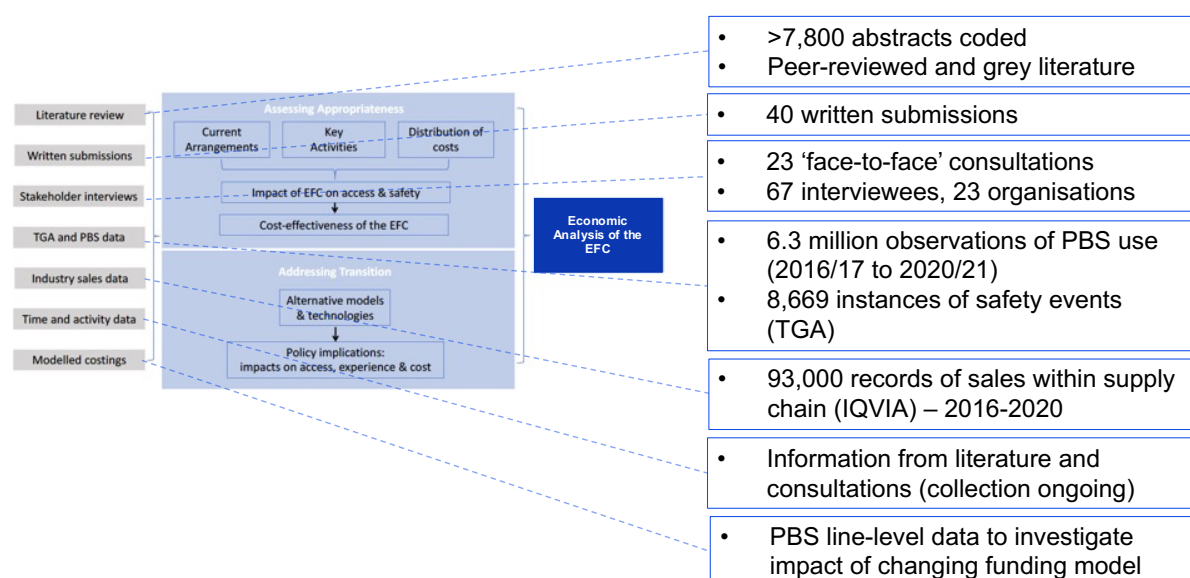 Literature review
Written submissions
Stakeholder interviews
TGA and PBS data
Industry sales data
Time and activity data
Modelled costings
Assessing Appropriateness
Current
Arrangements
Key
Activities
Distribution of
costs
Impact of EFC on access & safety
Cost-effectiveness of the EFC
Addressing Transition
Alternative models
& technologies
Policy implications:
impacts on access, experience & cost
Economic
Analysis of the
EFC
• >7,800 abstracts coded
• Peer-reviewed and grey literature
• 40 written submissions
• 23 ‘face-to-face’ consultations
• 67 interviewees, 23 organisations
• 6.3 million observations of PBS use
(2016/17 to 2020/21)
• 8,669 instances of safety events
(TGA)
• 93,000 records of sales within supply
chain (IQVIA) – 2016-2020
• Information from literature and
consultations (collection ongoing)
• PBS line-level data to investigate
impact of changing funding model